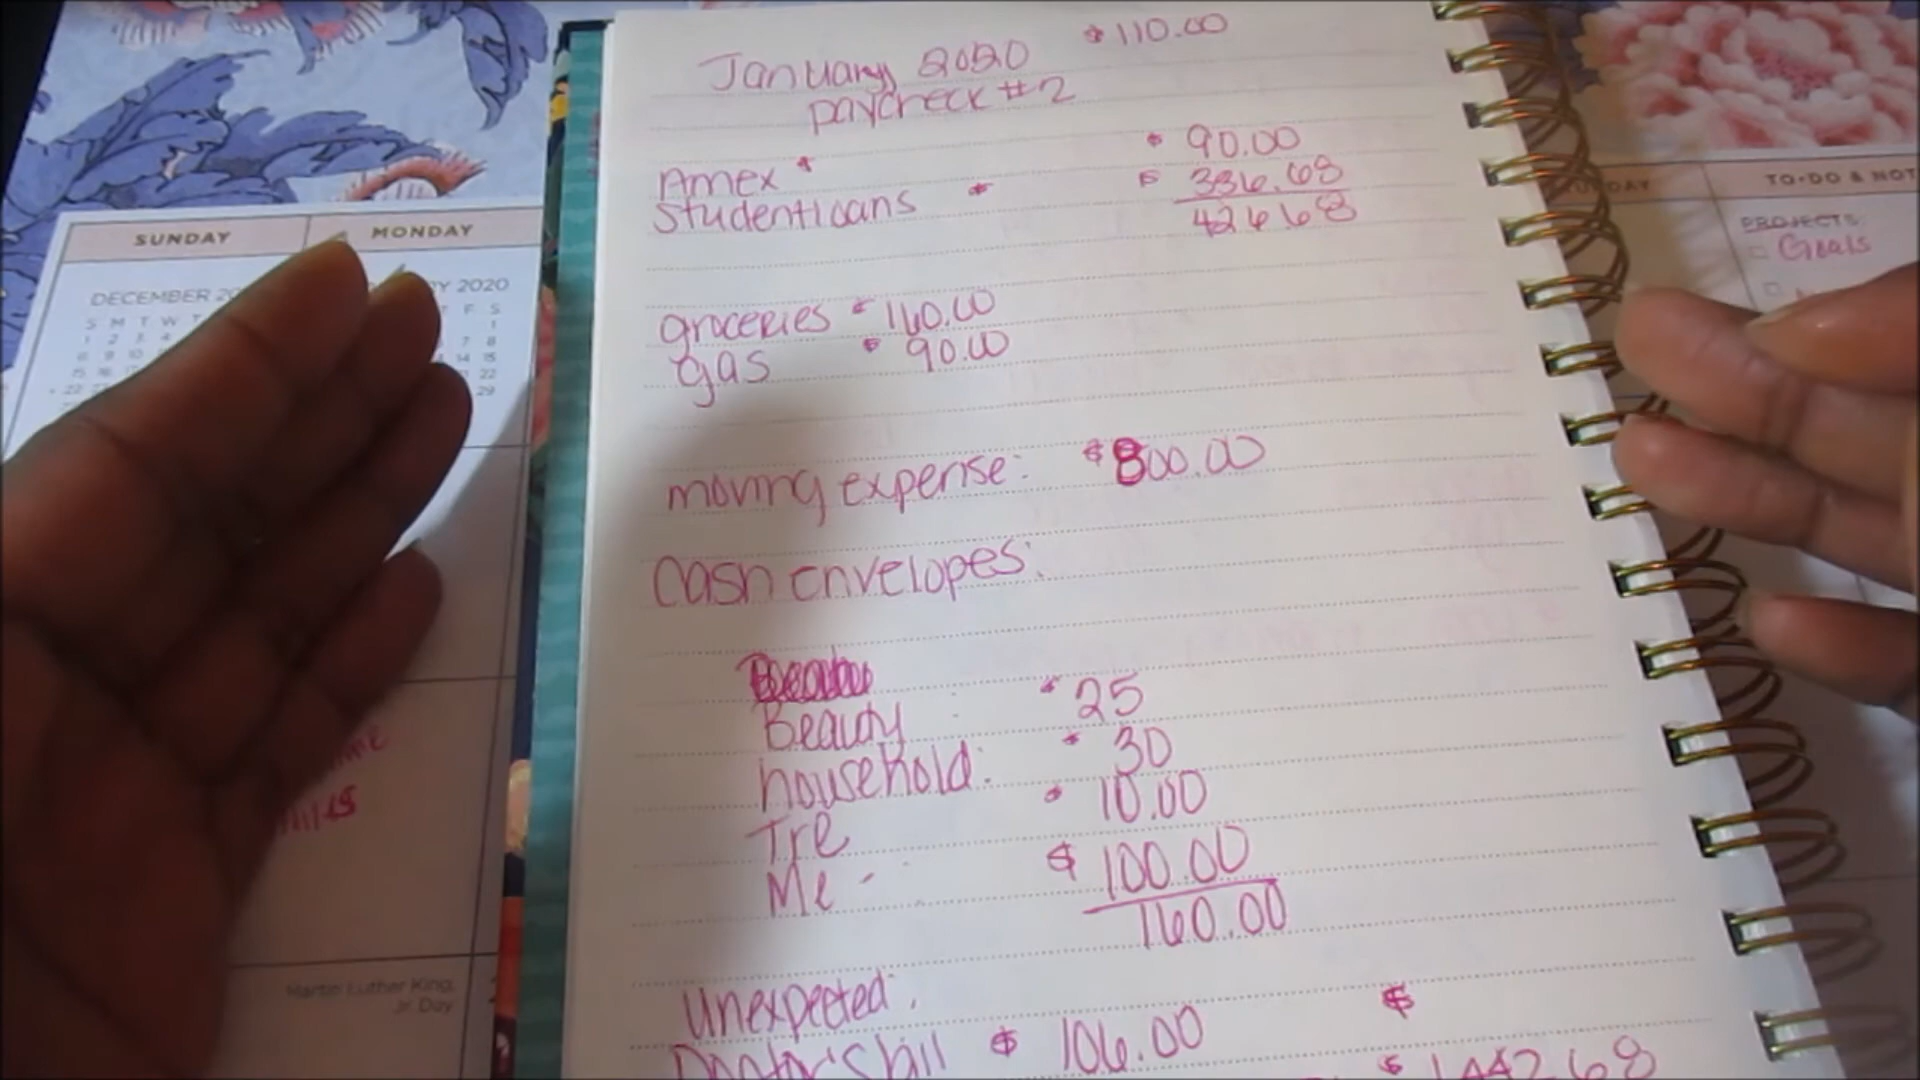 $110.00
January 2020
paycheck #2
Amex * $ 90.00
Student loans * $ 336.68
426.68
groceries $160.00
gas $ 90.00
moving expense: $800.00
Cash envelopes:
Beauty $25
household: $ 30
Tre $ 10.00
Me - $ 100.00
160.00
Unexpected:
Doctor's bill $ 106.00 $
$ 1442.68
SUNDAY MONDAY
DECEMBER 2020
S M T W
Martin Luther King,
Jr. Day
TO-DO & NOT
PROJECTS:
Goals